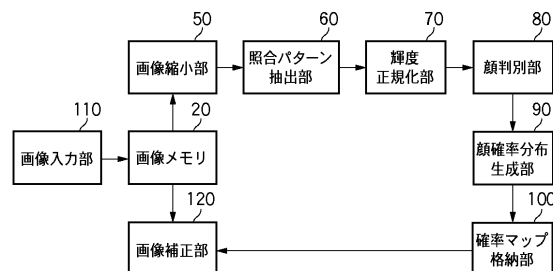 50
画像縮小部
60
照合パターン
抽出部
70
輝度
正規化部
80
顔判別部
110
画像入力部
20
画像メモリ
90
顔確率分布
生成部
120
画像補正部
100
確率マップ
格納部